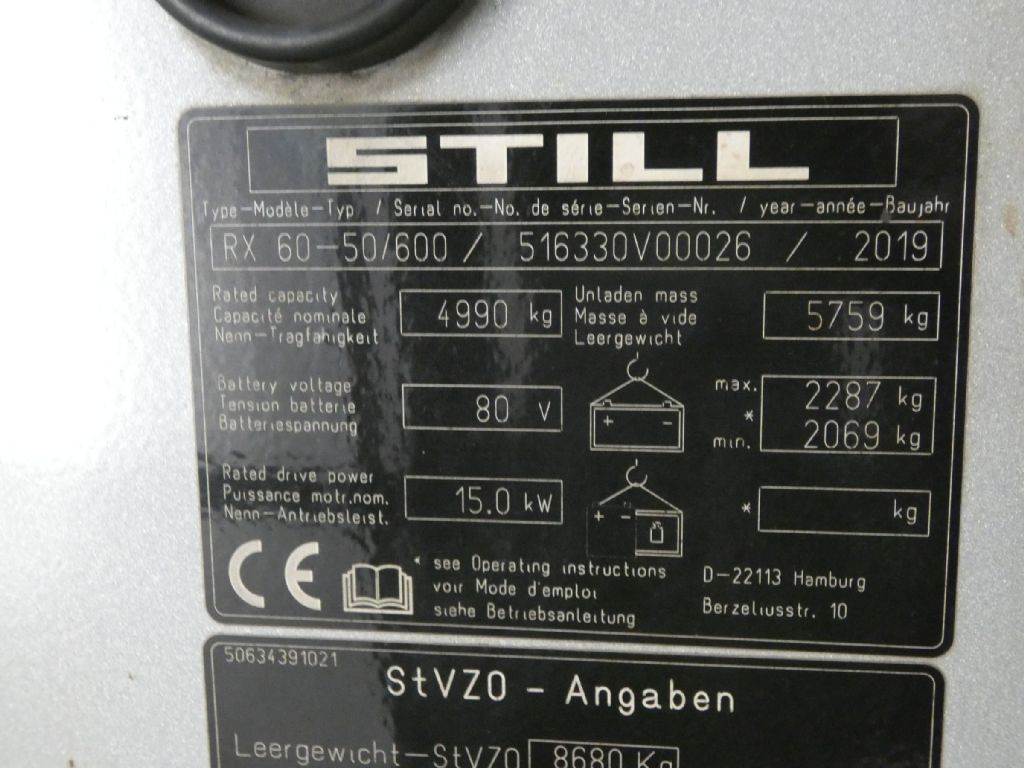 STILL
Type-Modèle-Typ / Serial no.-No. de série-Serien-Nr. / year-année-Baujahr
RX 60-50/600 / 516330V00026 / 2019
Rated capacity
Capacité nominale
Nenn-Tragfähigkeit
4990 kg
Unladen mass
Masse à vide
Leergewicht
5759 kg
Battery voltage
Tension batterie
Batteriespannung
80 V
+ -
max. 2287 kg
*
min. 2069 kg
Rated drive power
Puissance motr.nom.
Nenn-Antriebsleist.
15.0 kW
+ -
* kg
CE
* see Operating instructions
voir Mode d'emploi
siehe Betriebsanleitung
D-22113 Hamburg
Berzeliusstr. 10
50634391021
StVZO - Angaben
Leergewicht-StVZO 8680 Kg